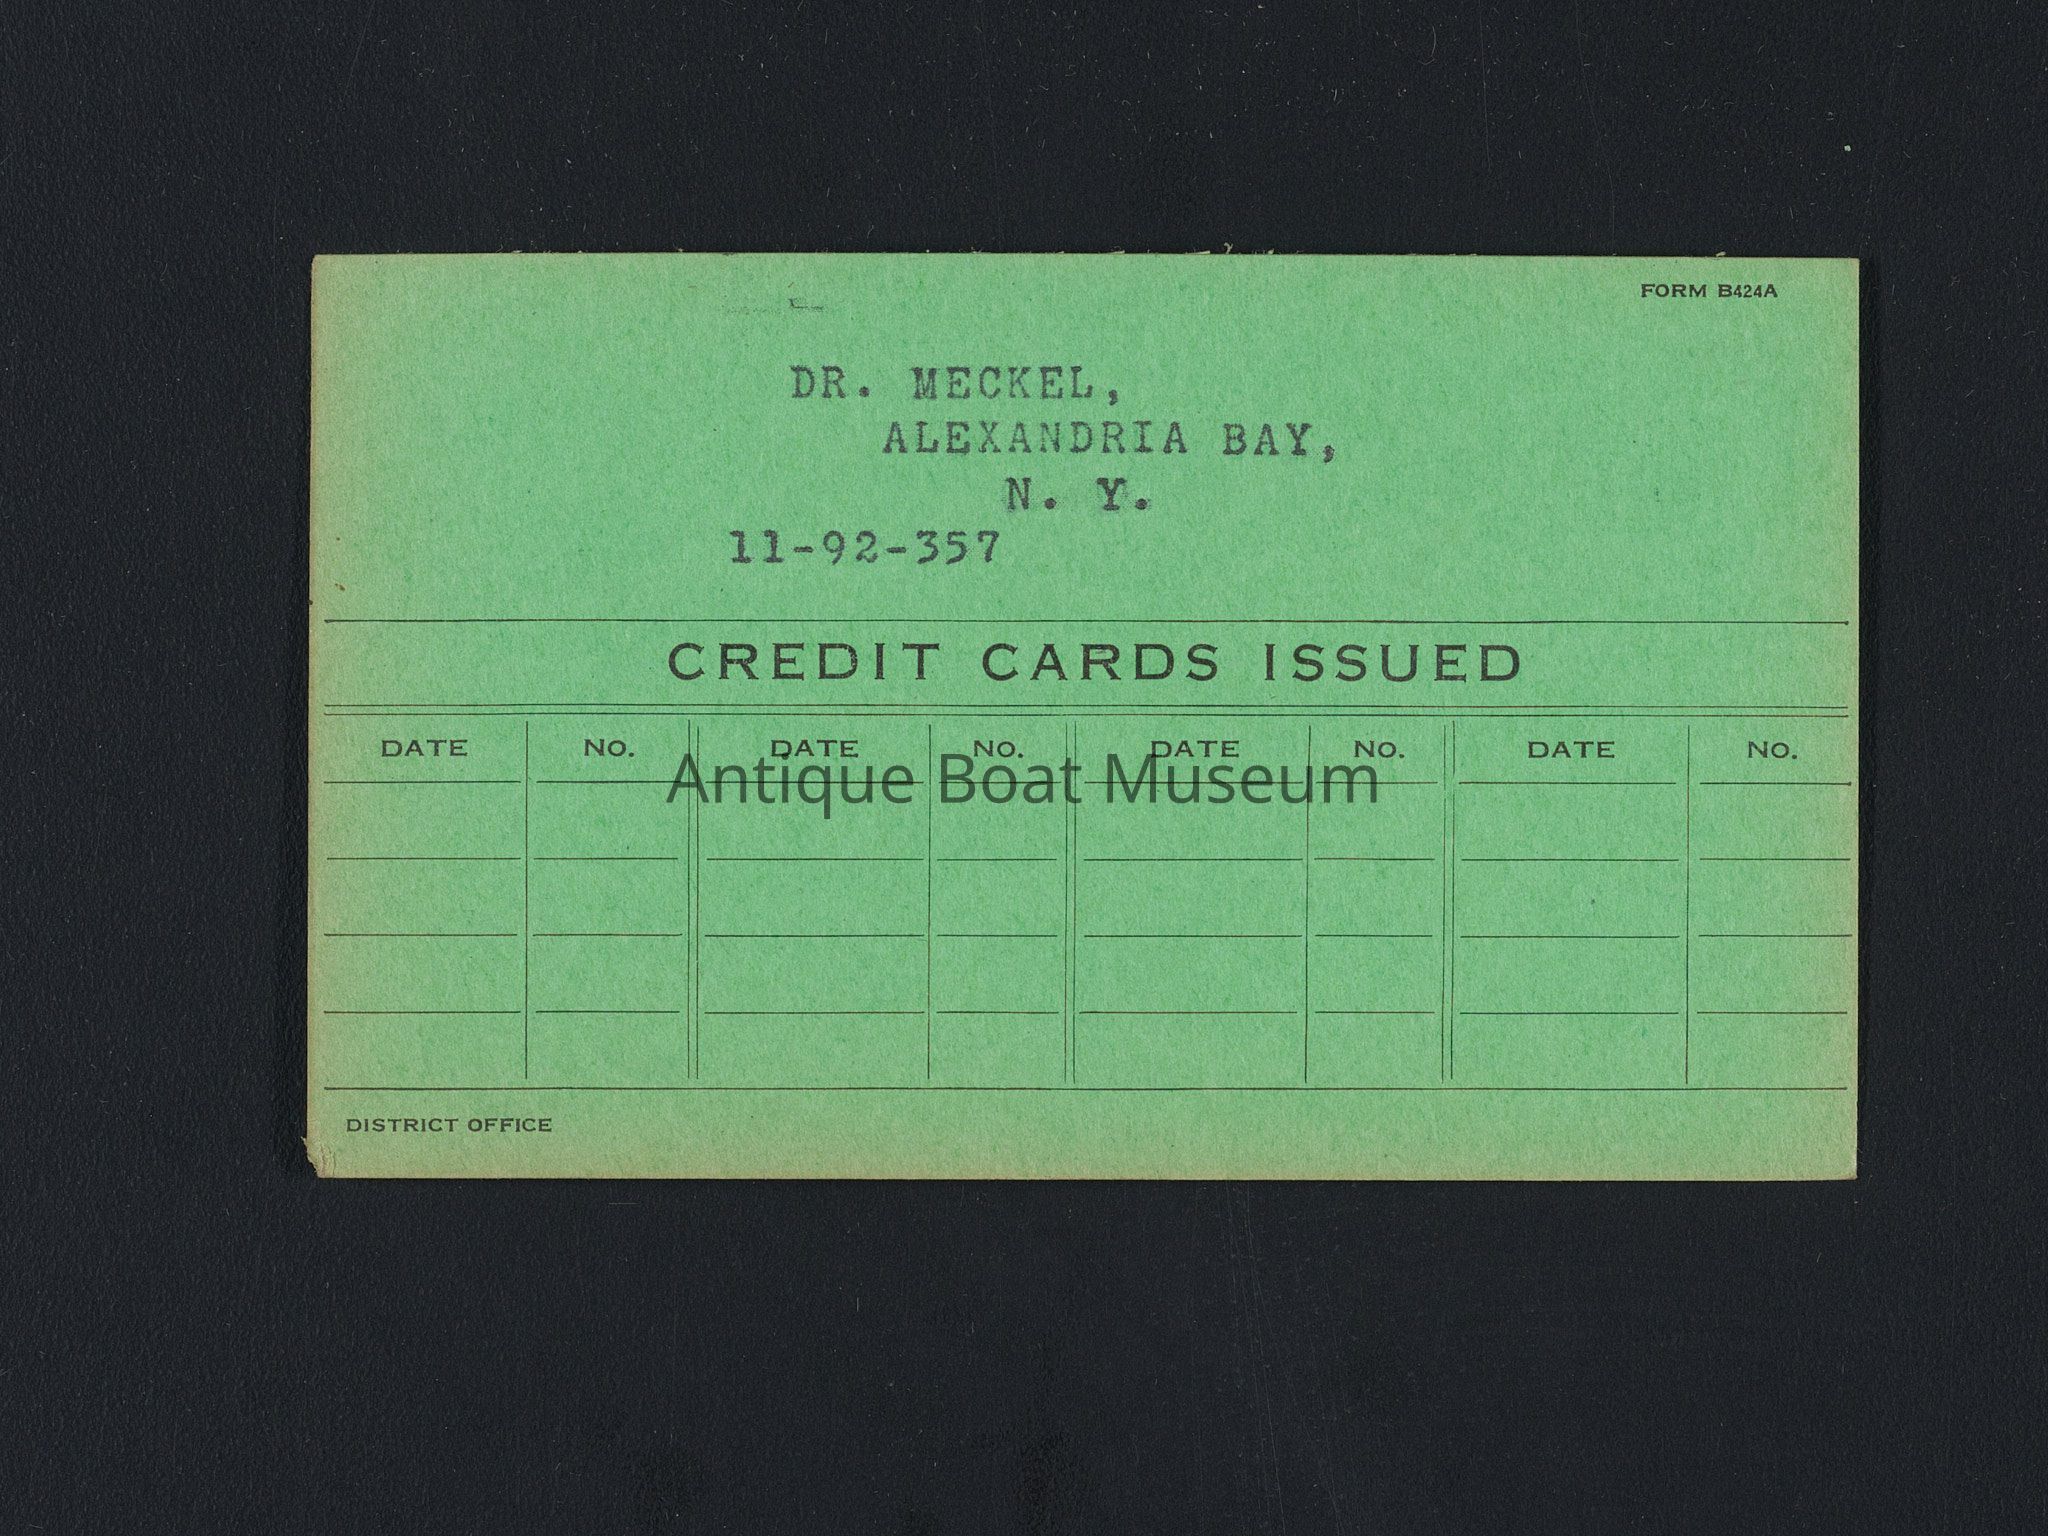 FORM B424A
DR. MECKEL,
ALEXANDRIA BAY,
N. Y.
11-92-357
CREDIT CARDS ISSUED
DATE NO. DATE NO. DATE NO. DATE NO.
Antique Boat Museum
DISTRICT OFFICE